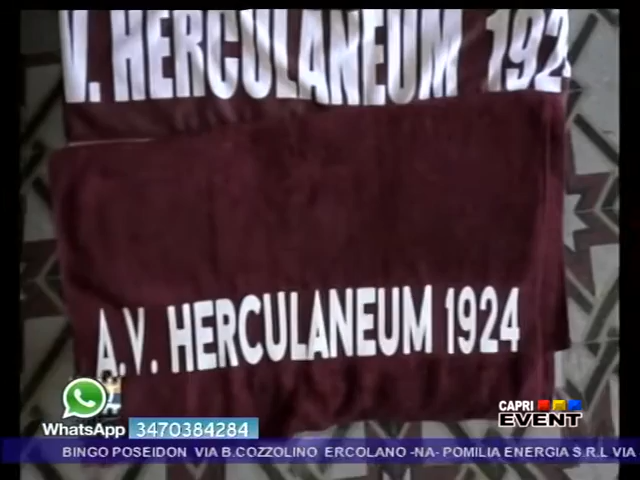 V. HERCULANEUM 192
A.V. HERCULANEUM 1924
WhatsApp 3470384284
CAPRI
EVENT
BINGO POSEIDON VIA B.COZZOLINO ERCOLANO -NA- POMILIA ENERGIA S.R.L VIA